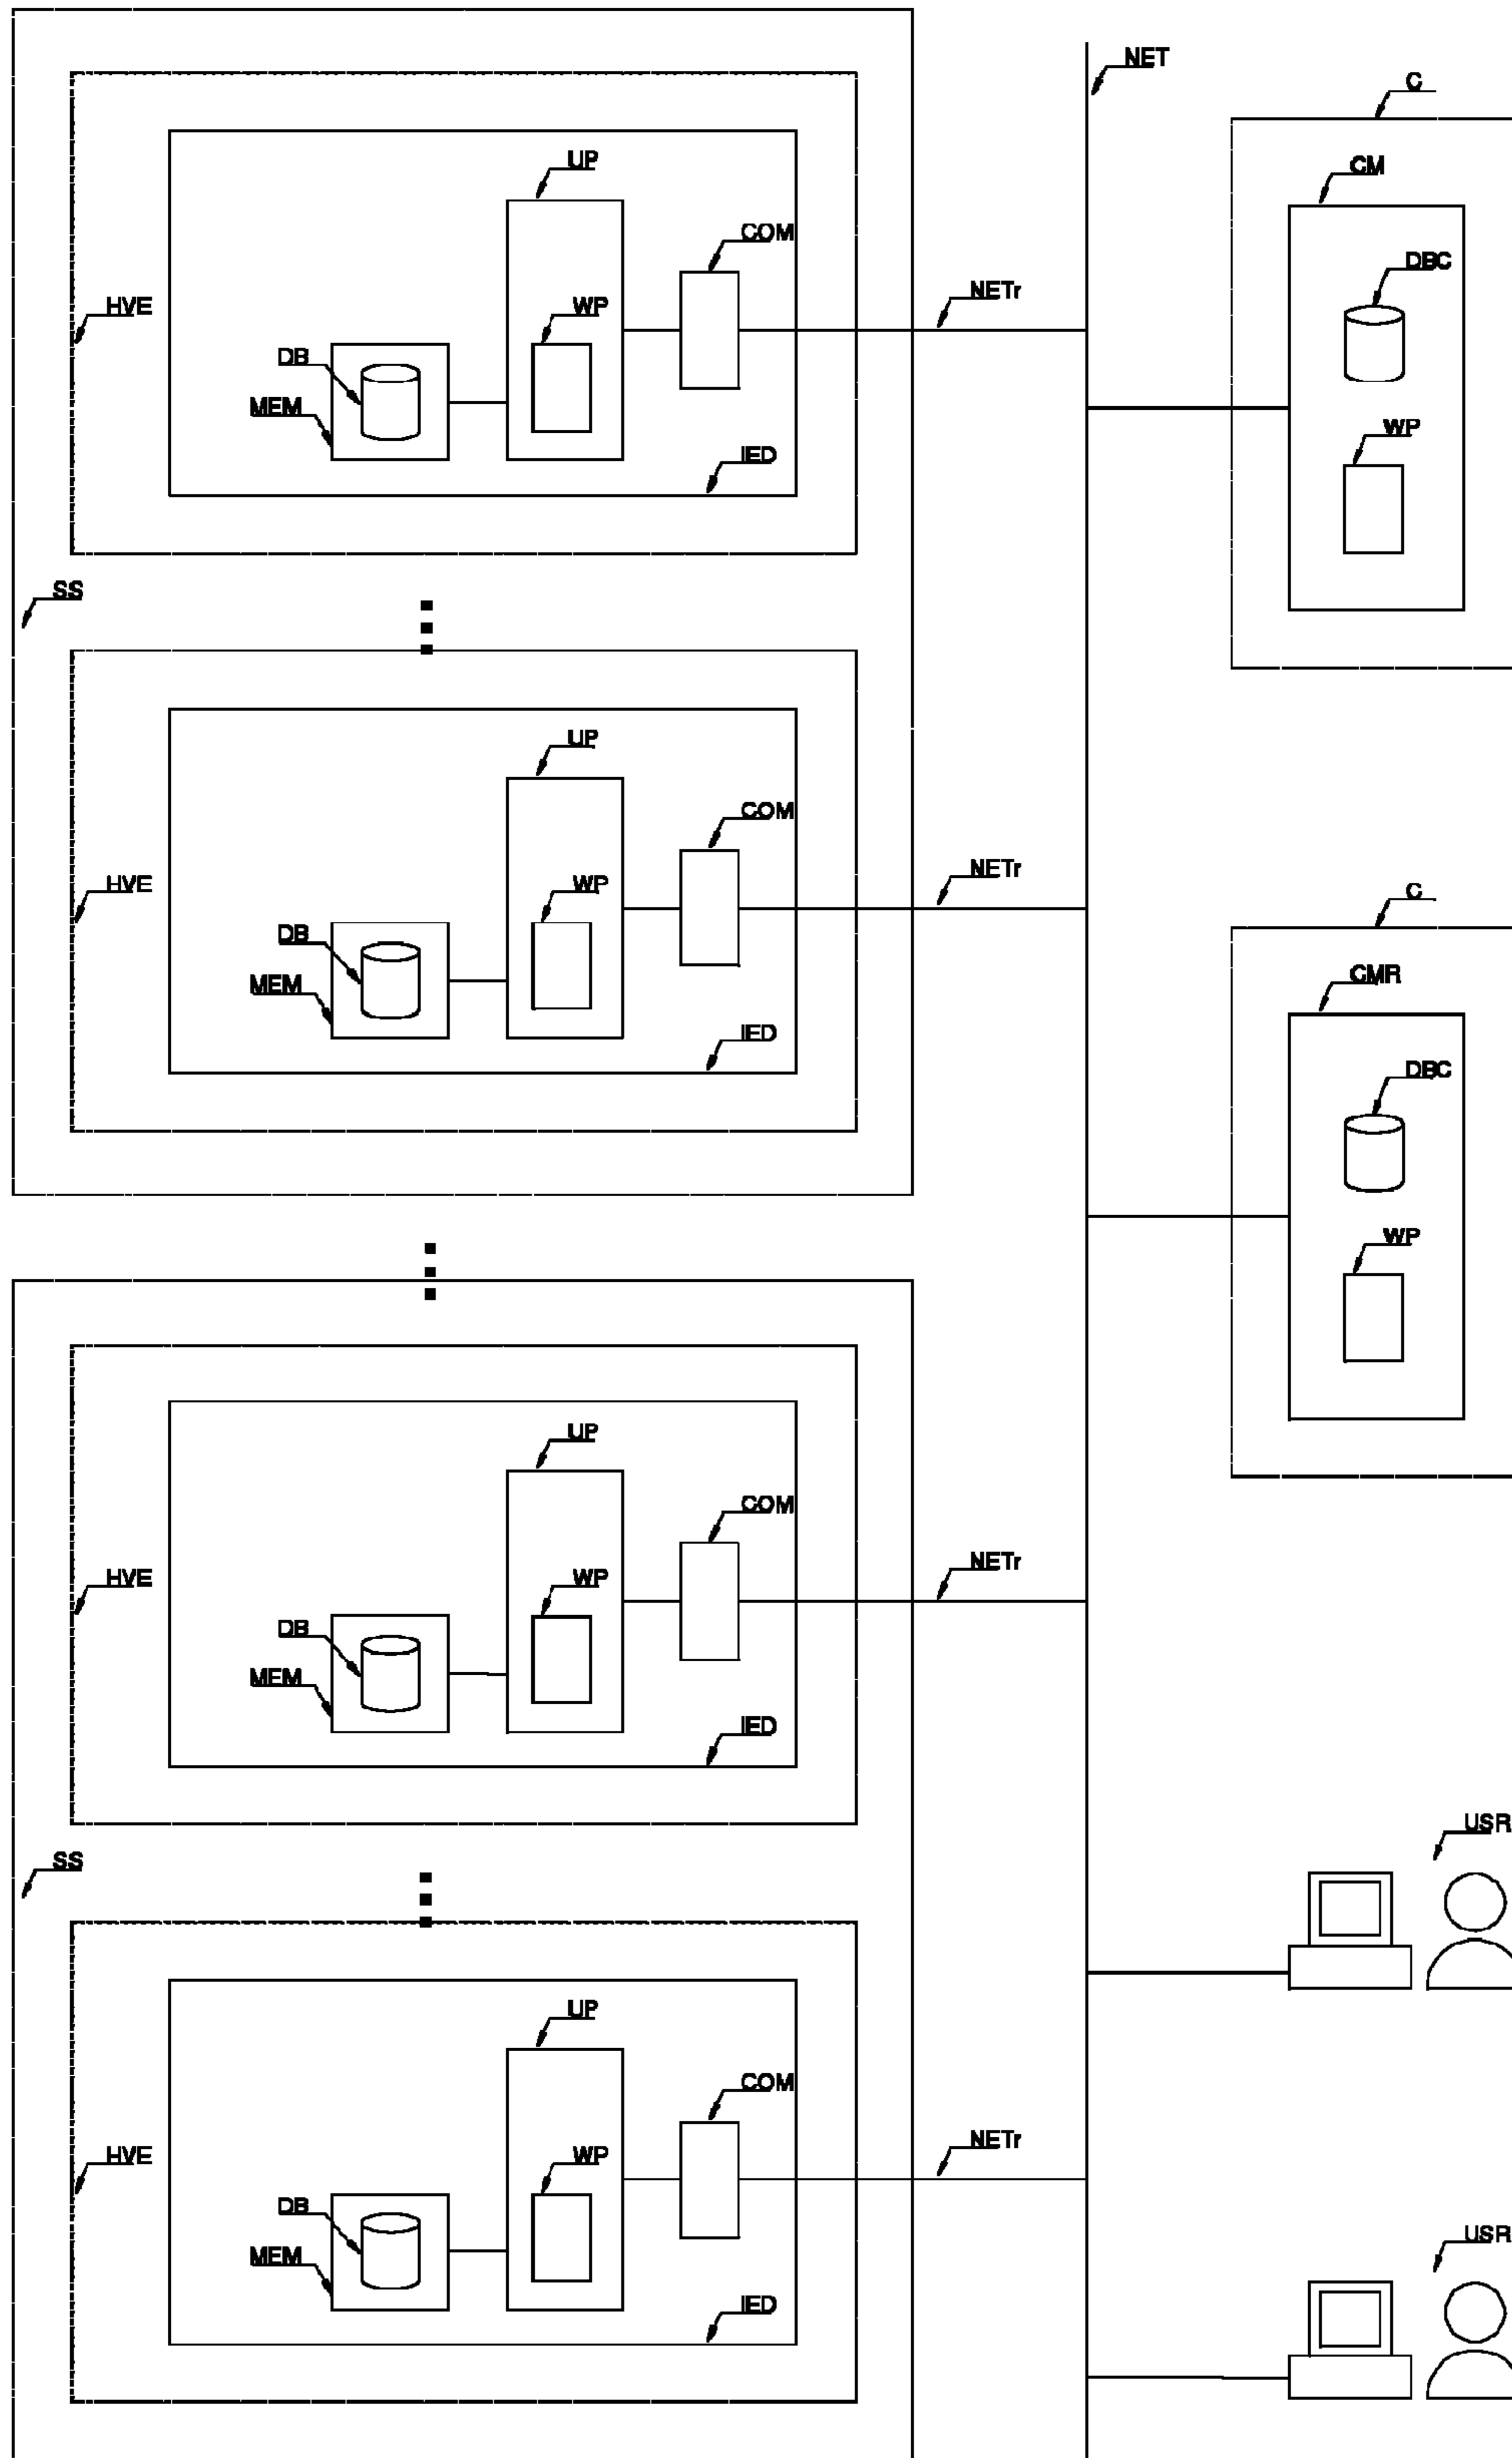 NET
C
UP
CM
COM
DBC
NETr
HVE
WP
DB
MEM
WP
IED
SS
UP
COM
NETr
HVE
WP
C
DB
MEM
CMR
IED
DBC
WP
UP
COM
NETr
HVE
WP
DB
MEM
IED
USR
SS
UP
COM
NETr
HVE
WP
DB
MEM
USR
IED